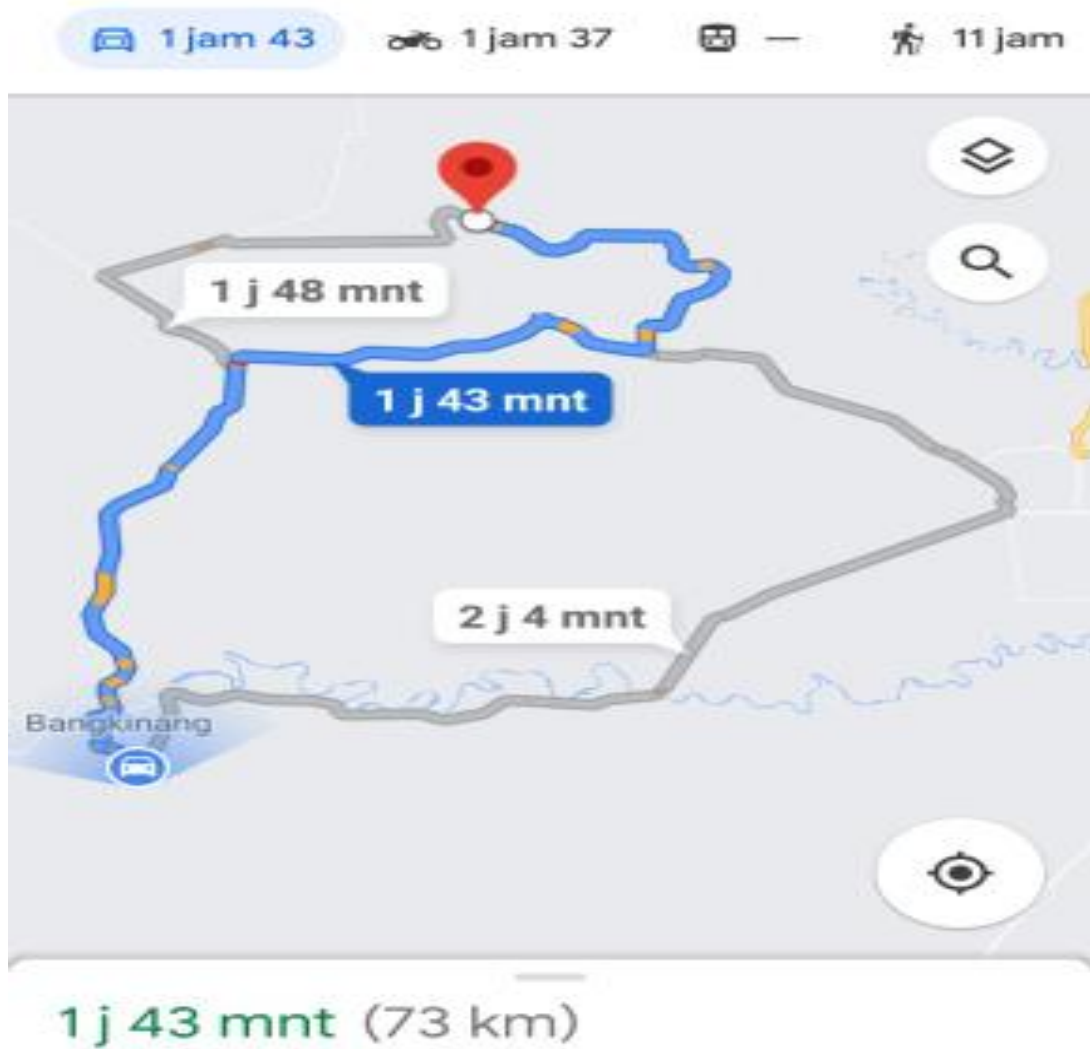 1 jam 43 1 jam 37 — 11 jam
1 j 48 mnt
1 j 43 mnt
2 j 4 mnt
Bangkinang
1 j 43 mnt (73 km)